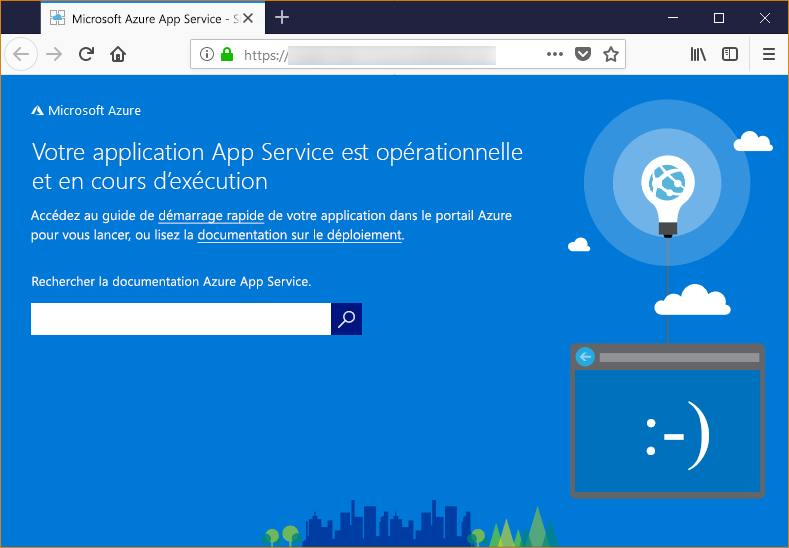 Microsoft Azure App Service - S
https://
Microsoft Azure
Votre application App Service est opérationnelle
et en cours d'exécution
Accédez au guide de démarrage rapide de votre application dans le portail Azure
pour vous lancer, ou lisez la documentation sur le déploiement.
Rechercher la documentation Azure App Service.
:-)